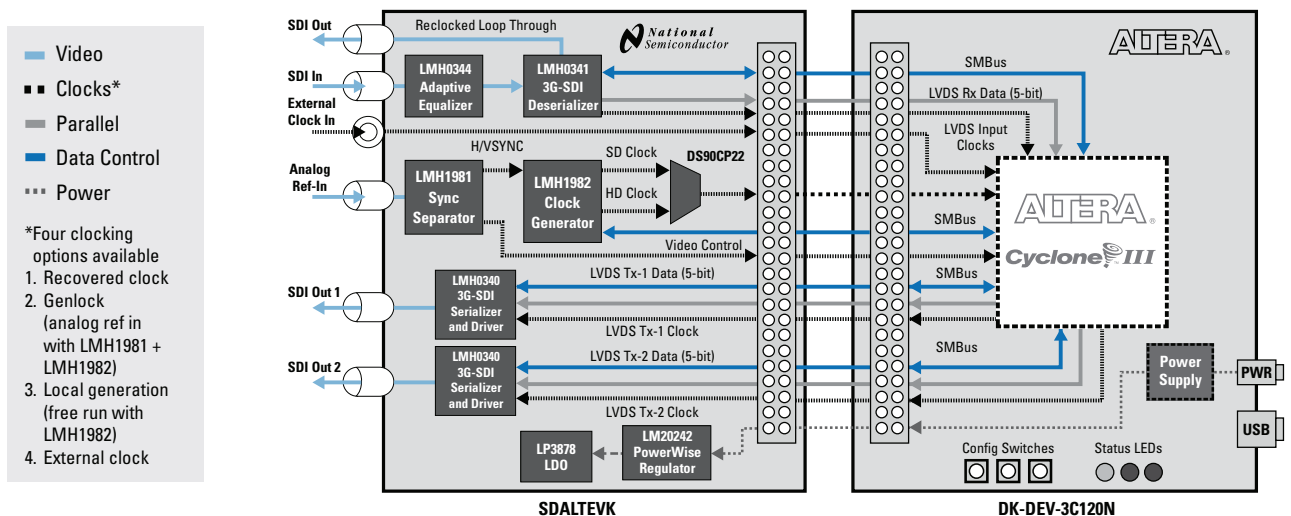 Video
Clocks*
Parallel
Data Control
Power
*Four clocking
options available
1. Recovered clock
2. Genlock
(analog ref in
with LMH1981 +
LMH1982)
3. Local generation
(free run with
LMH1982)
4. External clock
SDI Out
Reclocked Loop Through
National
Semiconductor
SDI In
LMH0344
Adaptive
Equalizer
LMH0341
3G-SDI
Deserializer
External
Clock In
Analog
Ref-In
H/VSYNC
LMH1981
Sync
Separator
LMH1982
Clock
Generator
SD Clock
HD Clock
DS90CP22
Video Control
SDI Out 1
LMH0340
3G-SDI
Serializer
and Driver
LVDS Tx-1 Data (5-bit)
LVDS Tx-1 Clock
SDI Out 2
LMH0340
3G-SDI
Serializer
and Driver
LVDS Tx-2 Data (5-bit)
LVDS Tx-2 Clock
LP3878
LDO
LM20242
PowerWise
Regulator
SDALTEVK
ALTERA®
SMBus
LVDS Rx Data (5-bit)
LVDS Input
Clocks
ALTERA®
Cyclone III
SMBus
SMBus
SMBus
Power
Supply
PWR
USB
Config Switches
Status LEDs
DK-DEV-3C120N